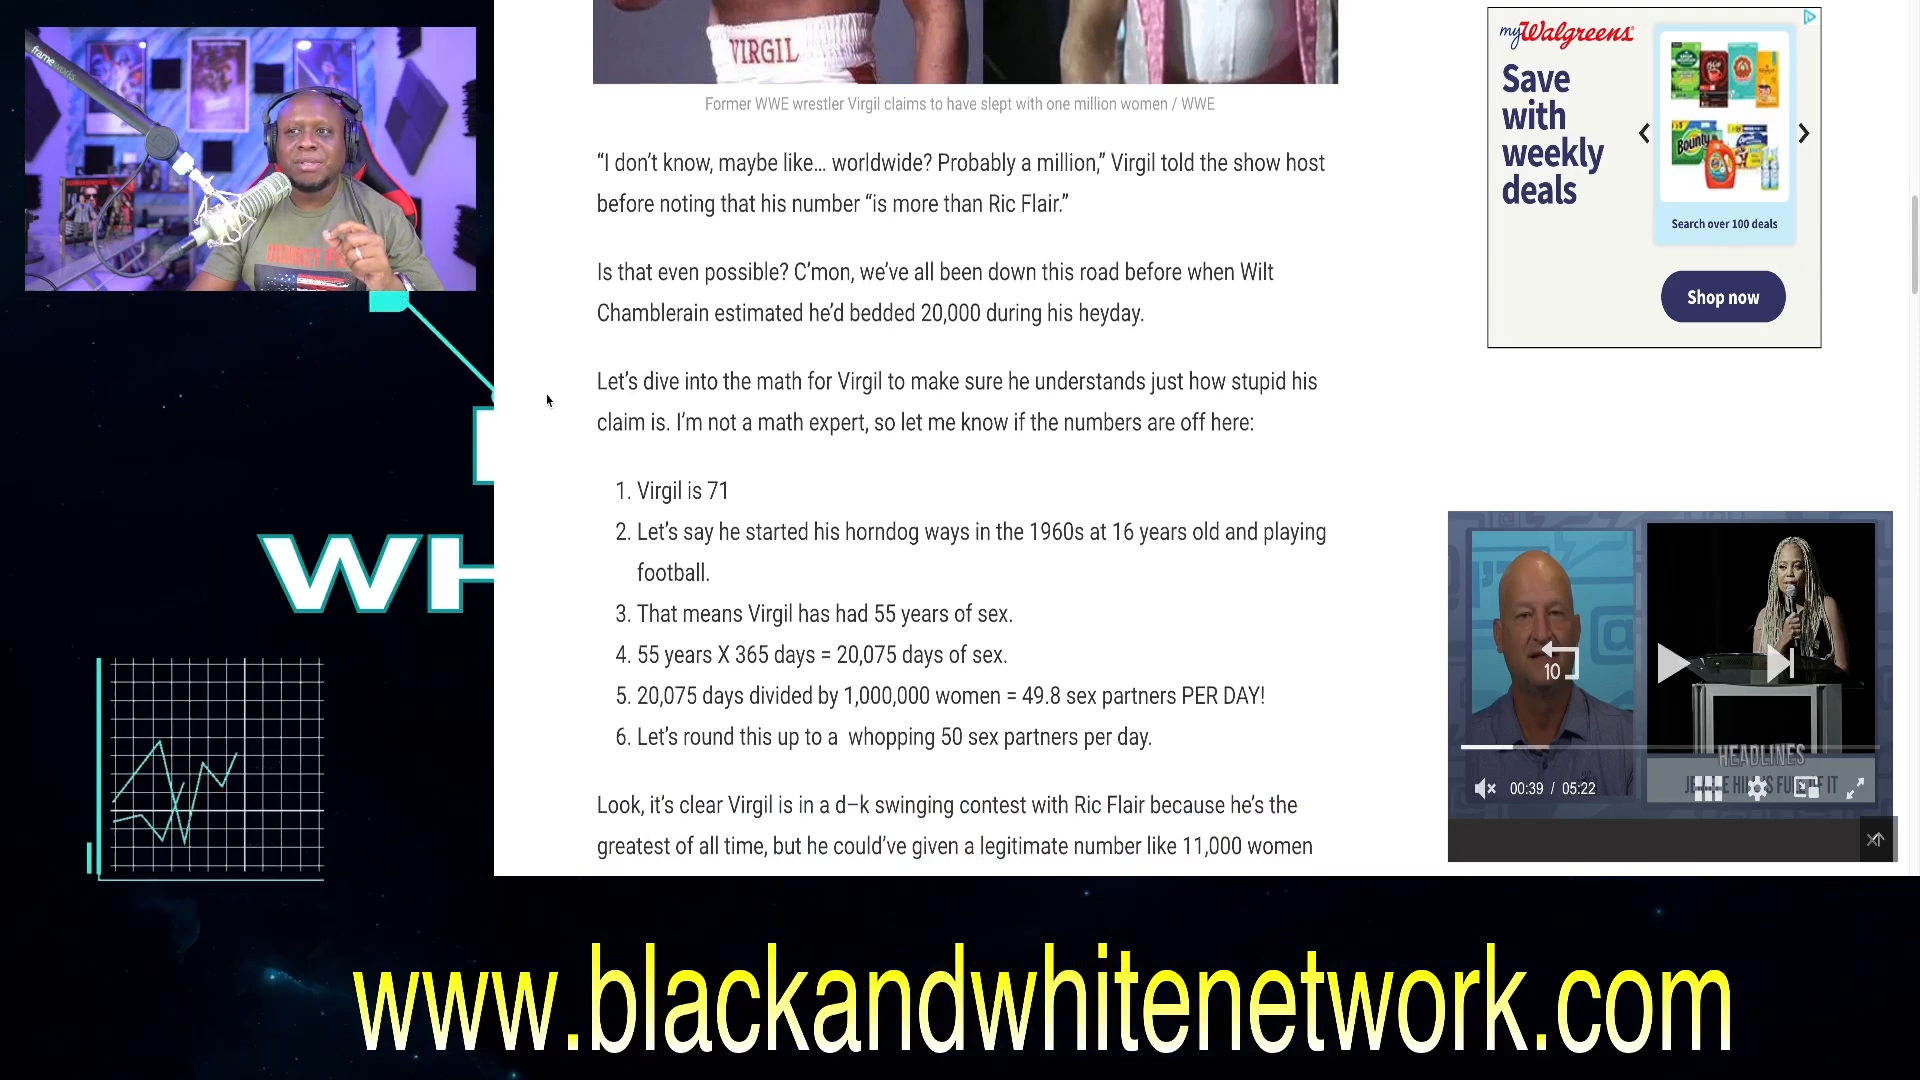 frameworks
VIRGIL
Former WWE wrestler Virgil claims to have slept with one million women / WWE
“I don’t know, maybe like... worldwide? Probably a million,” Virgil told the show host
before noting that his number “is more than Ric Flair.”
Is that even possible? C’mon, we’ve all been down this road before when Wilt
Chamblerain estimated he’d bedded 20,000 during his heyday.
Let’s dive into the math for Virgil to make sure he understands just how stupid his
claim is. I’m not a math expert, so let me know if the numbers are off here:
1. Virgil is 71
2. Let’s say he started his horndog ways in the 1960s at 16 years old and playing
football.
3. That means Virgil has had 55 years of sex.
4. 55 years X 365 days = 20,075 days of sex.
5. 20,075 days divided by 1,000,000 women = 49.8 sex partners PER DAY!
6. Let’s round this up to a whopping 50 sex partners per day.
Look, it’s clear Virgil is in a d–k swinging contest with Ric Flair because he’s the
greatest of all time, but he could’ve given a legitimate number like 11,000 women
myWalgreens
Save
with
weekly
deals
Bounty
Search over 100 deals
Shop now
10
HEADLINES
00:39 / 05:22
WH
www.blackandwhitenetwork.com